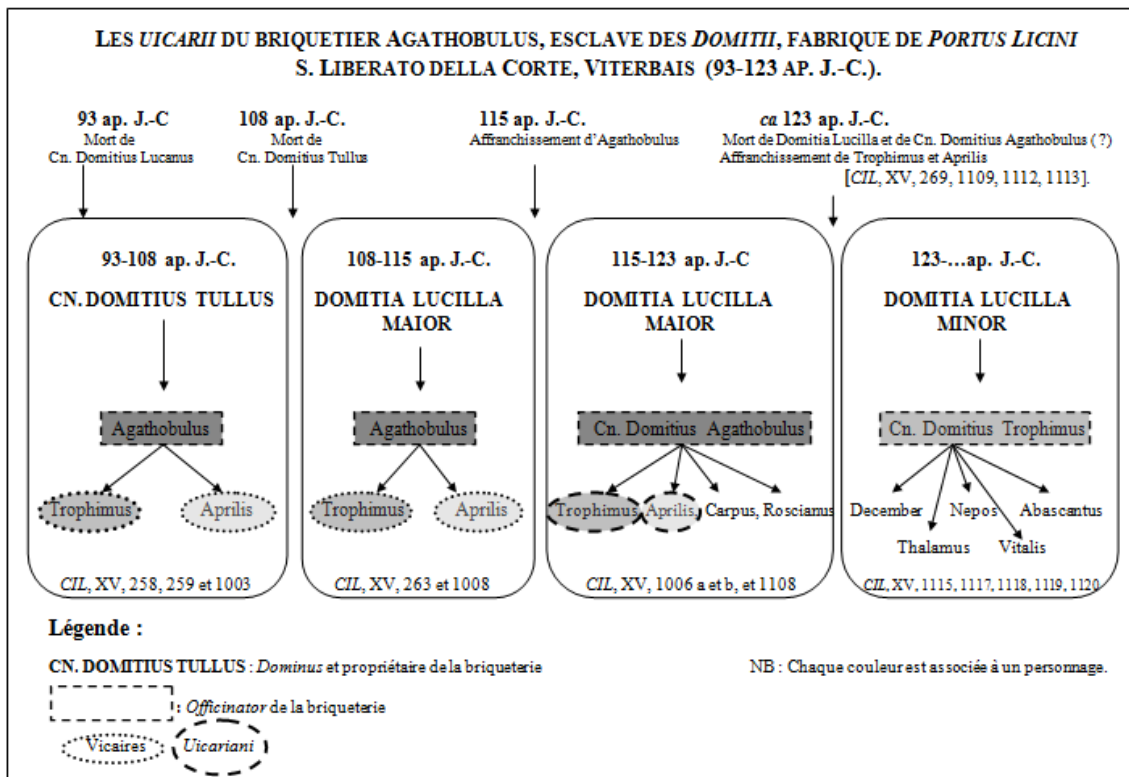 LES UICARII DU BRIQUETIER AGATHOBULUS, ESCLAVE DES DOMITII, FABRIQUE DE PORTUS LICINI
S. LIBERATO DELLA CORTE, VITERBAIS (93-123 AP. J.-C.).
93 ap. J.-C
Mort de
Cn. Domitius Lucanus
108 ap. J.-C.
Mort de
Cn. Domitius Tullus
115 ap. J.-C.
Affranchissement d'Agathobulus
ca 123 ap. J.-C.
Mort de Domitia Lucilla et de Cn. Domitius Agathobulus (?)
Affranchissement de Trophimus et Aprilis
[CIL, XV, 269, 1109, 1112, 1113].
93-108 ap. J.-C.
CN. DOMITIUS TULLUS
Agathobulus
Trophimus
Aprilis
CIL, XV, 258, 259 et 1003
108-115 ap. J.-C.
DOMITIA LUCILLA
MAIOR
Agathobulus
Trophimus
Aprilis
CIL, XV, 263 et 1008
115-123 ap. J.-C
DOMITIA LUCILLA
MAIOR
Cn. Domitius Agathobulus
Trophimus Aprilis, Carpus, Roscianus
CIL, XV, 1006 a et b, et 1108
123-...ap. J.-C.
DOMITIA LUCILLA
MINOR
Cn. Domitius Trophimus
December Nepos Abascantus
Thalamus Vitalis
CIL, XV, 1115, 1117, 1118, 1119, 1120
Légende :
CN. DOMITIUS TULLUS : Dominus et propriétaire de la briqueterie
NB : Chaque couleur est associée à un personnage.
: Officinator de la briqueterie
Vicaires
Uicariani